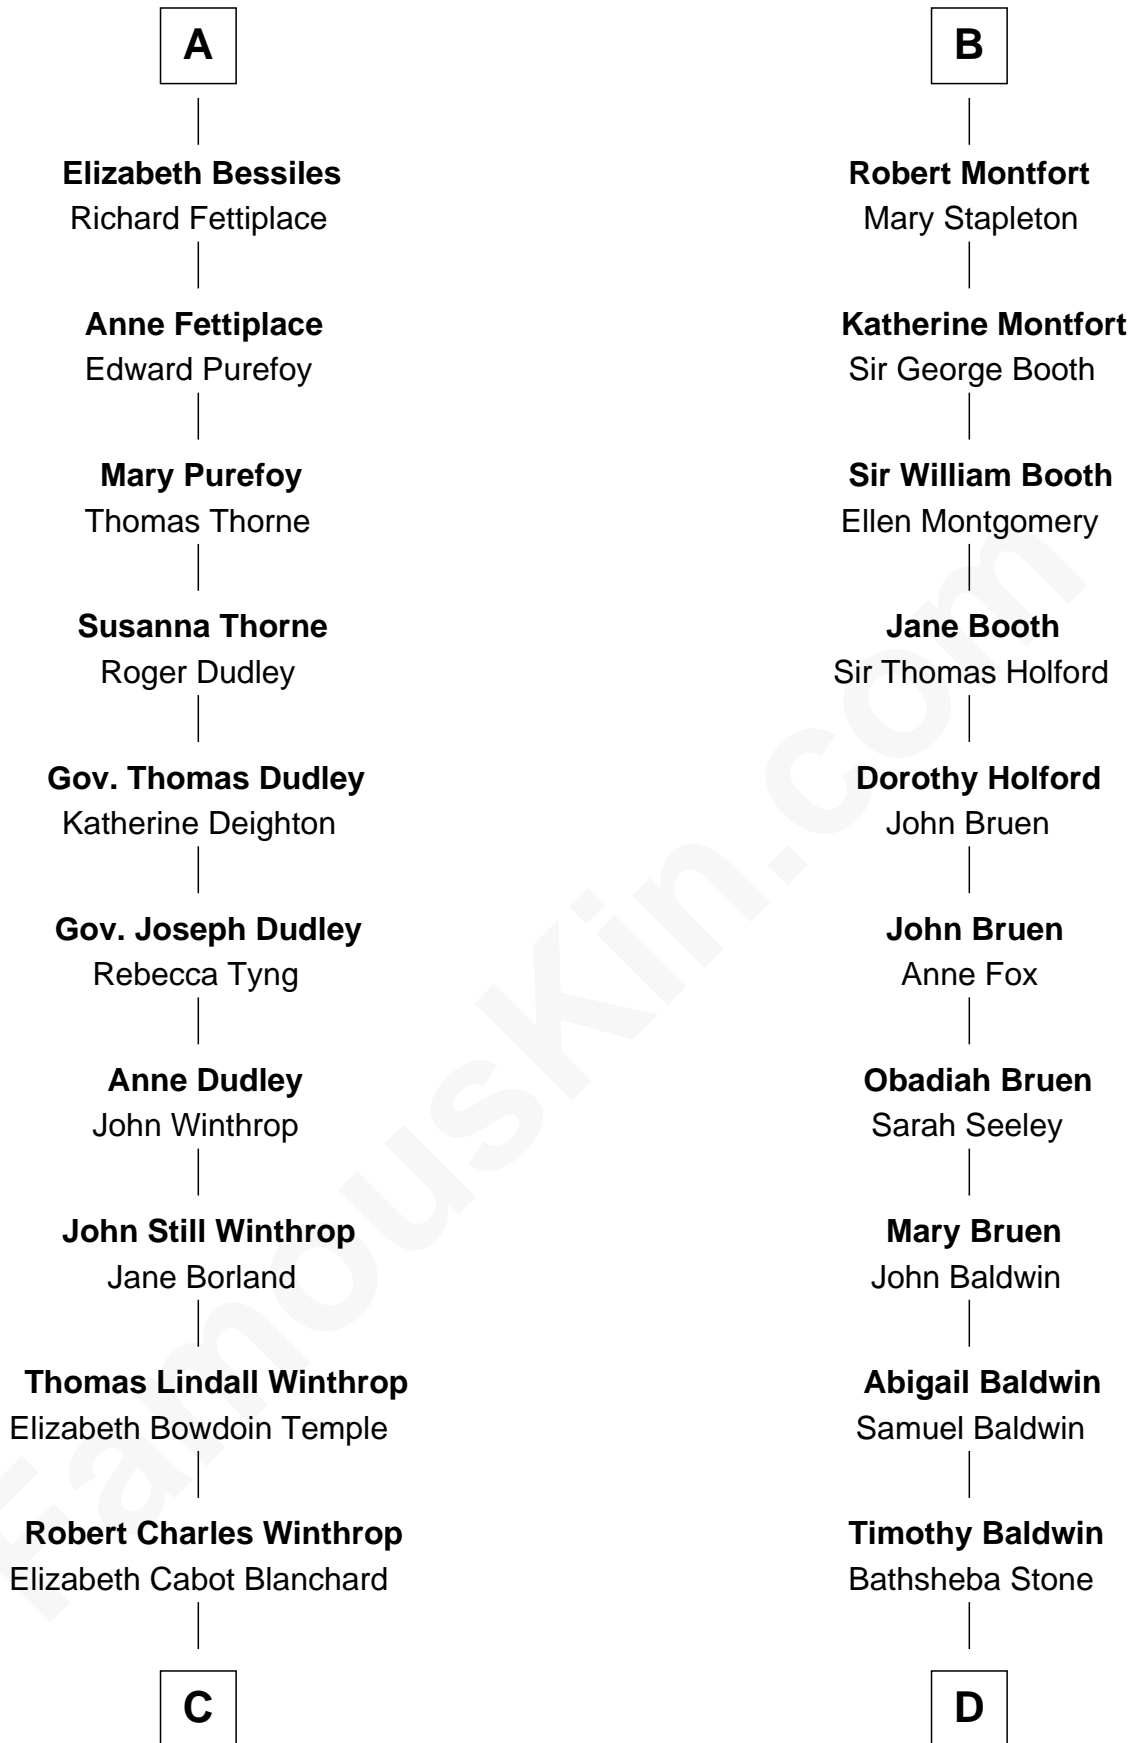 A
Elizabeth Bessiles
Richard Fettiplace
Anne Fettiplace
Edward Purefoy
Mary Purefoy
Thomas Thorne
Susanna Thorne
Roger Dudley
Gov. Thomas Dudley
Katherine Deighton
Gov. Joseph Dudley
Rebecca Tyng
Anne Dudley
John Winthrop
John Still Winthrop
Jane Borland
Thomas Lindall Winthrop
Elizabeth Bowdoin Temple
Robert Charles Winthrop
Elizabeth Cabot Blanchard
C
B
Robert Montfort
Mary Stapleton
Katherine Montfort
Sir George Booth
Sir William Booth
Ellen Montgomery
Jane Booth
Sir Thomas Holford
Dorothy Holford
John Bruen
John Bruen
Anne Fox
Obadiah Bruen
Sarah Seeley
Mary Bruen
John Baldwin
Abigail Baldwin
Samuel Baldwin
Timothy Baldwin
Bathsheba Stone
D
FamousKin.com